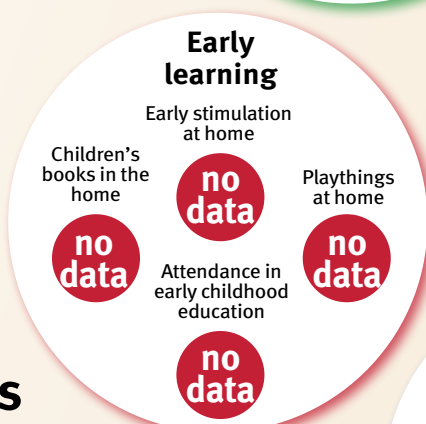 Early
learning
Early stimulation
at home
no
data
Children's
books in the
home
no
data
Playthings
at home
no
data
Attendance in
early childhood
education
no
data
s